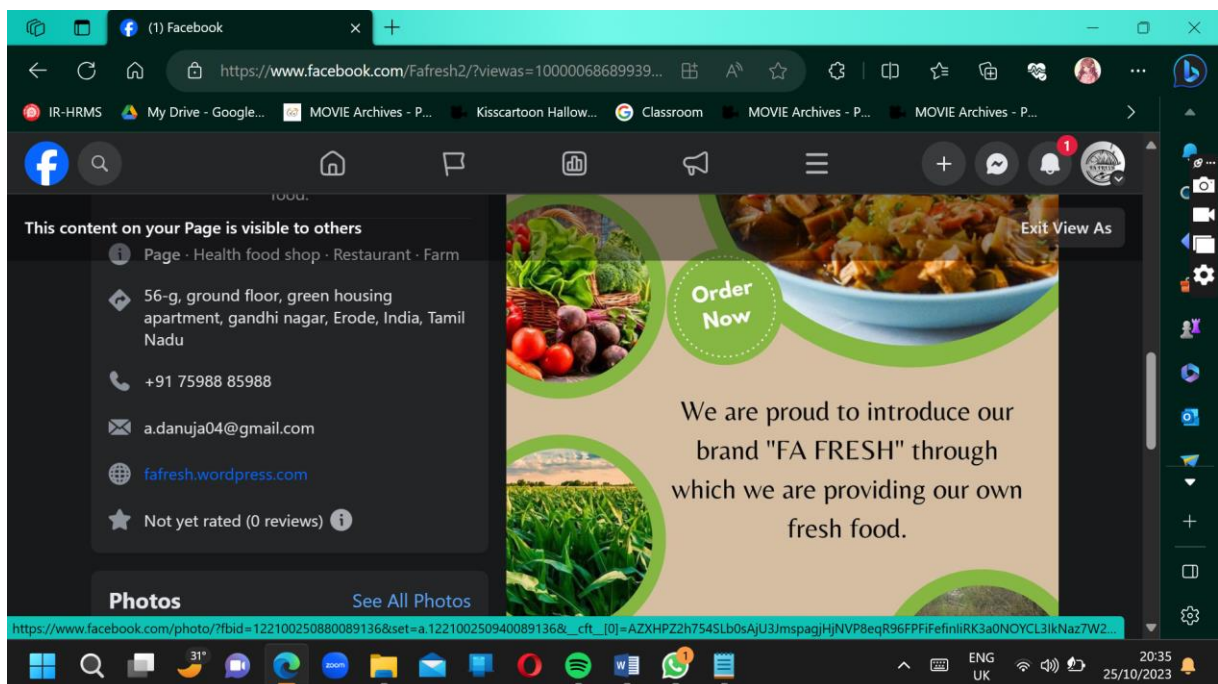 (1) Facebook
https://www.facebook.com/Fafresh2/?viewas=10000068689939...
IR-HRMS
My Drive - Google...
MOVIE Archives - P...
Kisscartoon Hallow...
Classroom
MOVIE Archives - P...
MOVIE Archives - P...
1
food.
This content on your Page is visible to others
Exit View As
Page · Health food shop · Restaurant · Farm
56-g, ground floor, green housing
apartment, gandhi nagar, Erode, India, Tamil
Nadu
+91 75988 85988
a.danuja04@gmail.com
fafresh.wordpress.com
Not yet rated (0 reviews)
Photos
See All Photos
Order
Now
We are proud to introduce our
brand "FA FRESH" through
which we are providing our own
fresh food.
https://www.facebook.com/photo/?fbid=122100250880089136&set=a.122100250940089136&__cft__[0]=AZXHPZ2h754SLb0sAjU3JmspagjHjNVP8eqR96FPFiFefinliRK3a0NOYCL3IkNaz7W2...
31°
zoom
1
ENG
UK
20:35
25/10/2023